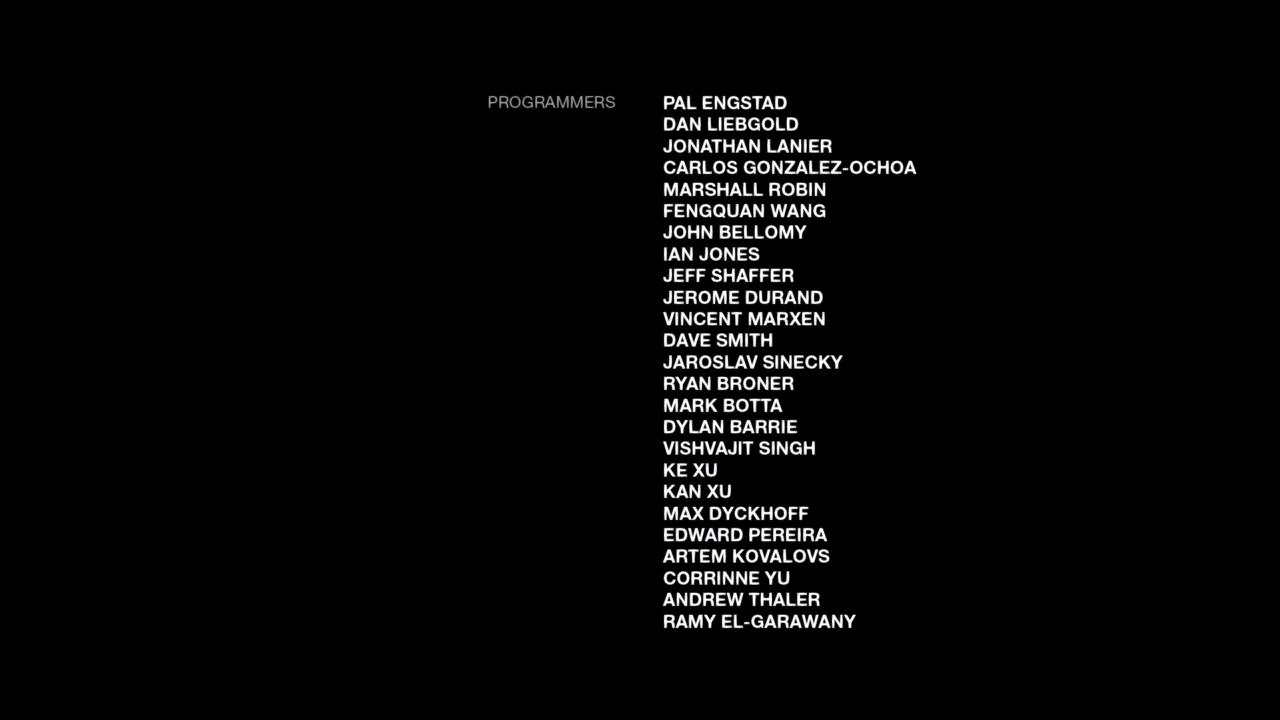 PROGRAMMERS PAL ENGSTAD
DAN LIEBGOLD
JONATHAN LANIER
CARLOS GONZALEZ-OCHOA
MARSHALL ROBIN
FENGQUAN WANG
JOHN BELLOMY
IAN JONES
JEFF SHAFFER
JEROME DURAND
VINCENT MARXEN
DAVE SMITH
JAROSLAV SINECKY
RYAN BRONER
MARK BOTTA
DYLAN BARRIE
VISHVAJIT SINGH
KE XU
KAN XU
MAX DYCKHOFF
EDWARD PEREIRA
ARTEM KOVALOVS
CORRINNE YU
ANDREW THALER
RAMY EL-GARAWANY